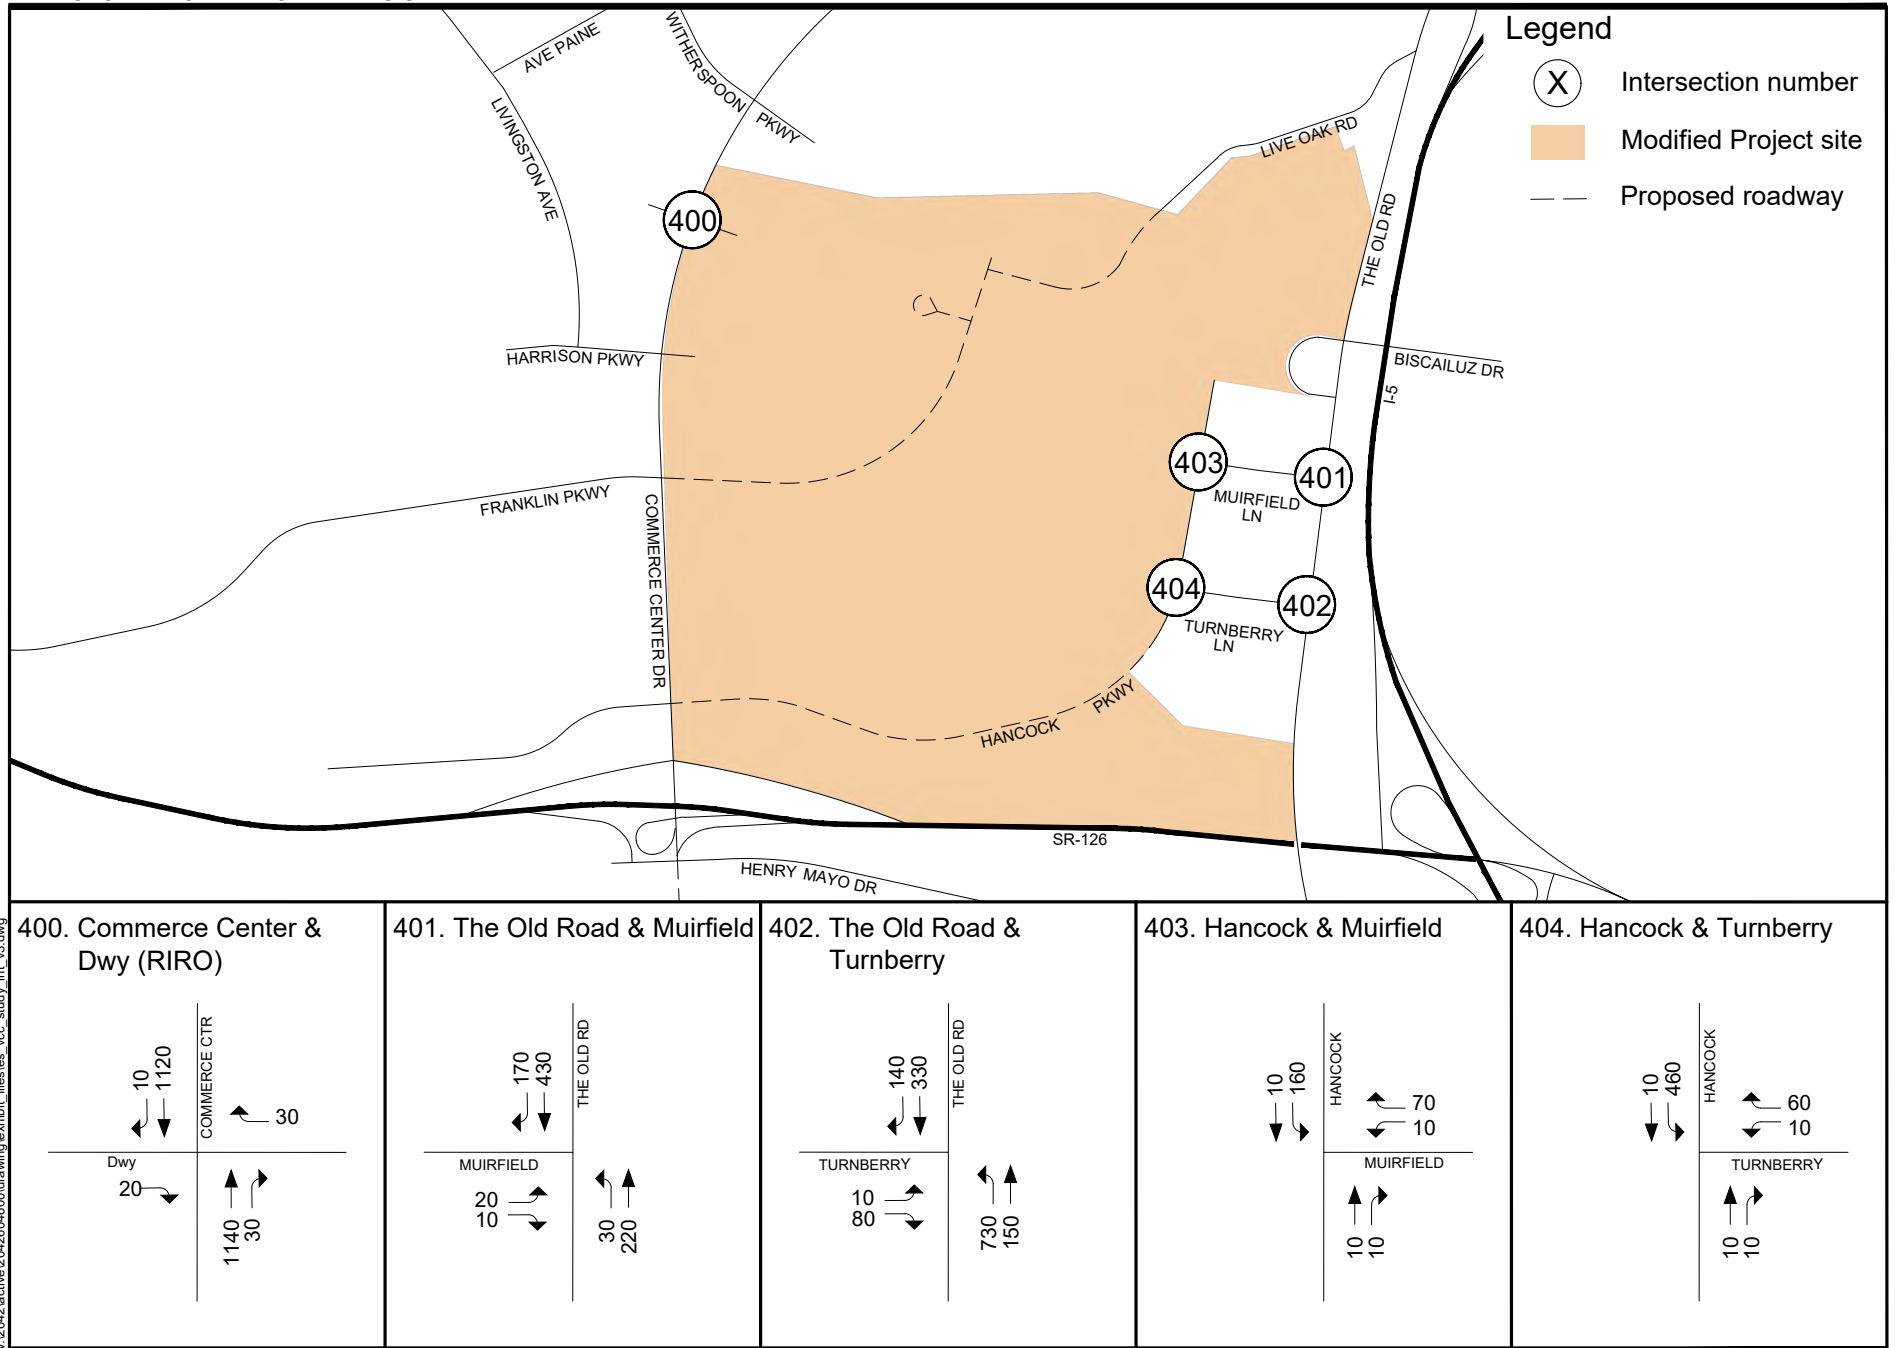 AVE PAINE
WITHERSPOON
PKWY
LIVINGSTON AVE
LIVE OAK RD
THE OLD RD
Legend
X
Intersection number
Modified Project site
Proposed roadway
400
HARRISON PKWY
BISCAILUZ DR
I-5
403
401
MUIRFIELD
LN
FRANKLIN PKWY
COMMERCE CENTER DR
404
402
TURNBERRY
LN
HANCOCK
PKWY
SR-126
HENRY MAYO DR
400. Commerce Center &
Dwy (RIRO)
COMMERCE CTR
10
1120
30
Dwy
20
1140
30
401. The Old Road & Muirfield
THE OLD RD
170
430
MUIRFIELD
20
10
30
220
402. The Old Road &
Turnberry
THE OLD RD
140
330
TURNBERRY
10
80
730
150
403. Hancock & Muirfield
HANCOCK
10
160
70
10
MUIRFIELD
10
10
404. Hancock & Turnberry
HANCOCK
10
460
60
10
TURNBERRY
10
10